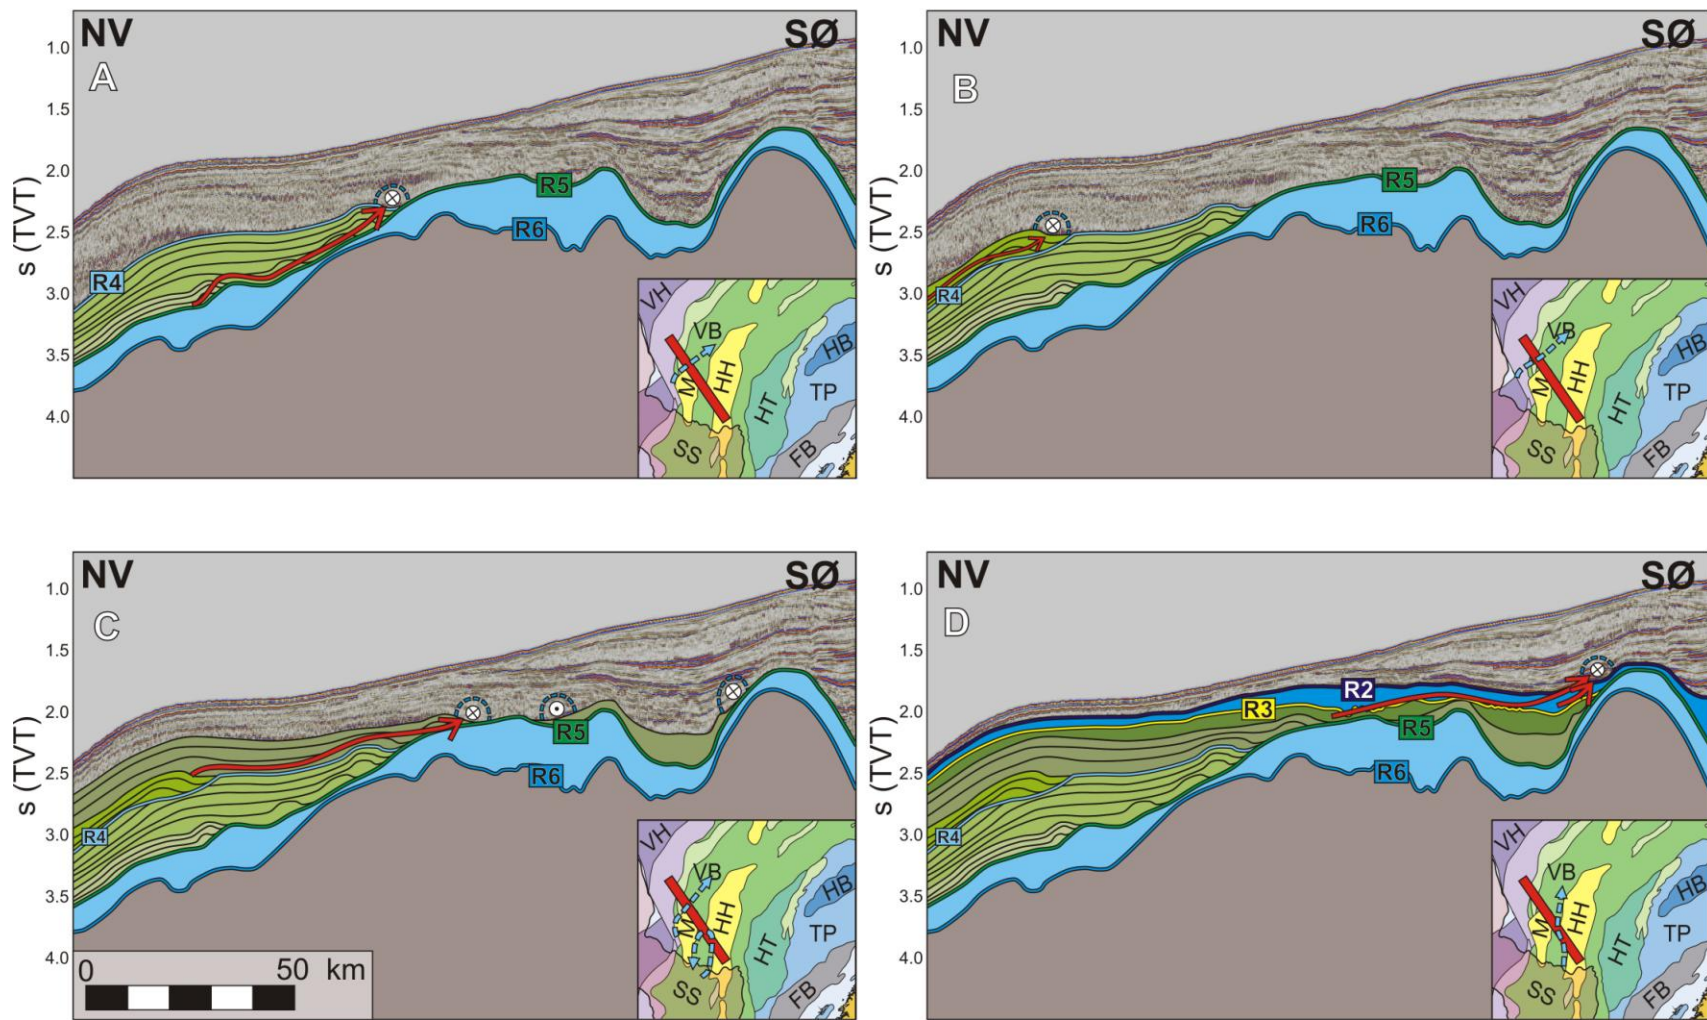 NV
SØ
A
1.0
1.5
2.0
2.5
3.0
3.5
4.0
s (TVT)
R5
R6
R4
VH
VB
HB
M
HH
HT
TP
SS
FB
NV
SØ
B
1.0
1.5
2.0
2.5
3.0
3.5
4.0
s (TVT)
R5
R6
R4
VH
VB
HB
M
HH
HT
TP
SS
FB
NV
SØ
C
1.0
1.5
2.0
2.5
3.0
3.5
4.0
s (TVT)
R5
R6
R4
VH
VB
HB
M
HH
HT
TP
SS
FB
0 50 km
NV
SØ
D
1.0
1.5
2.0
2.5
3.0
3.5
4.0
s (TVT)
R2
R3
R5
R6
R4
VH
VB
HB
M
HH
HT
TP
SS
FB